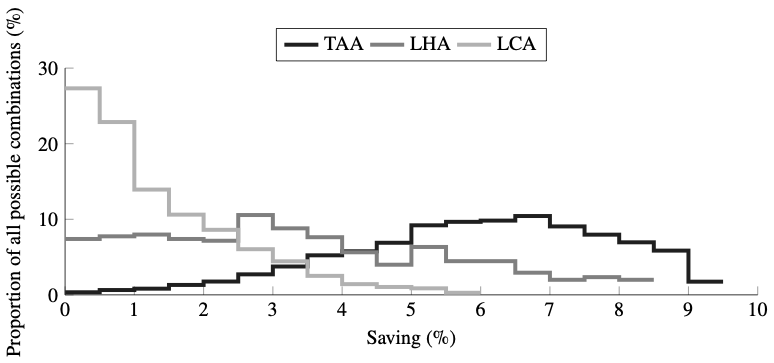 TAA LHA LCA
Proportion of all possible combinations (%)
30
20
10
0
0 1 2 3 4 5 6 7 8 9 10
Saving (%)